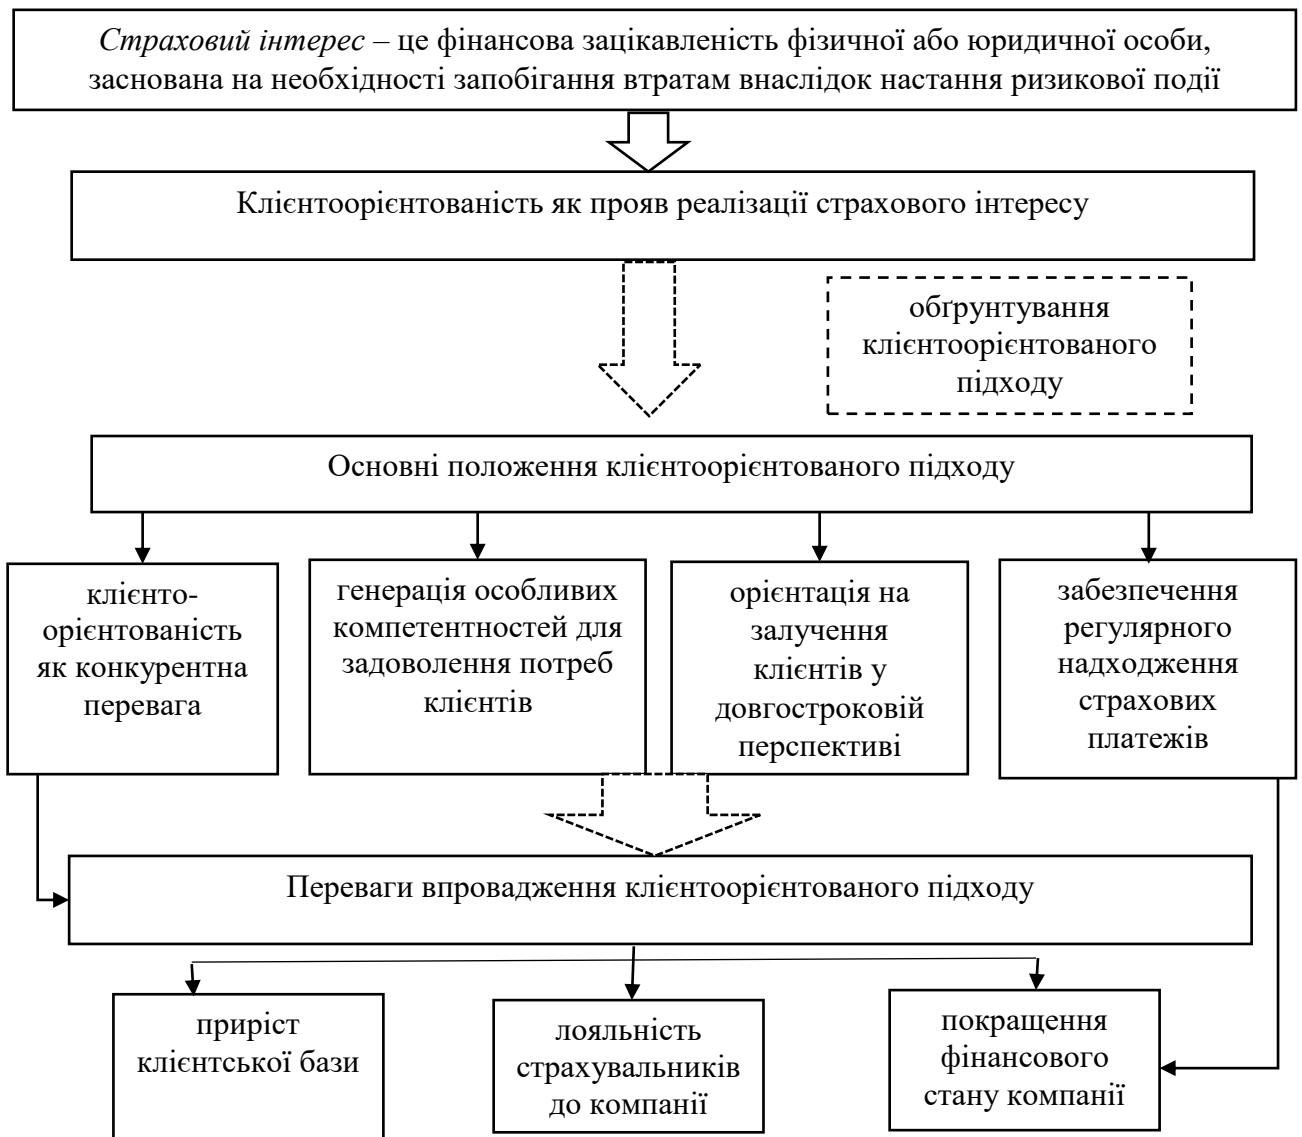 Страховий інтерес – це фінансова зацікавленість фізичної або юридичної особи,
заснована на необхідності запобігання втратам внаслідок настання ризикової події
Клієнтоорієнтованість як прояв реалізації страхового інтересу
обґрунтування
клієнтоорієнтованого
підходу
Основні положення клієнтоорієнтованого підходу
клієнто-
орієнтованість
як конкурентна
перевага
генерація особливих
компетентностей для
задоволення потреб
клієнтів
орієнтація на
залучення
клієнтів у
довгостроковій
перспективі
забезпечення
регулярного
надходження
страхових
платежів
Переваги впровадження клієнтоорієнтованого підходу
приріст
клієнтської бази
лояльність
страхувальників
до компанії
покращення
фінансового
стану компанії